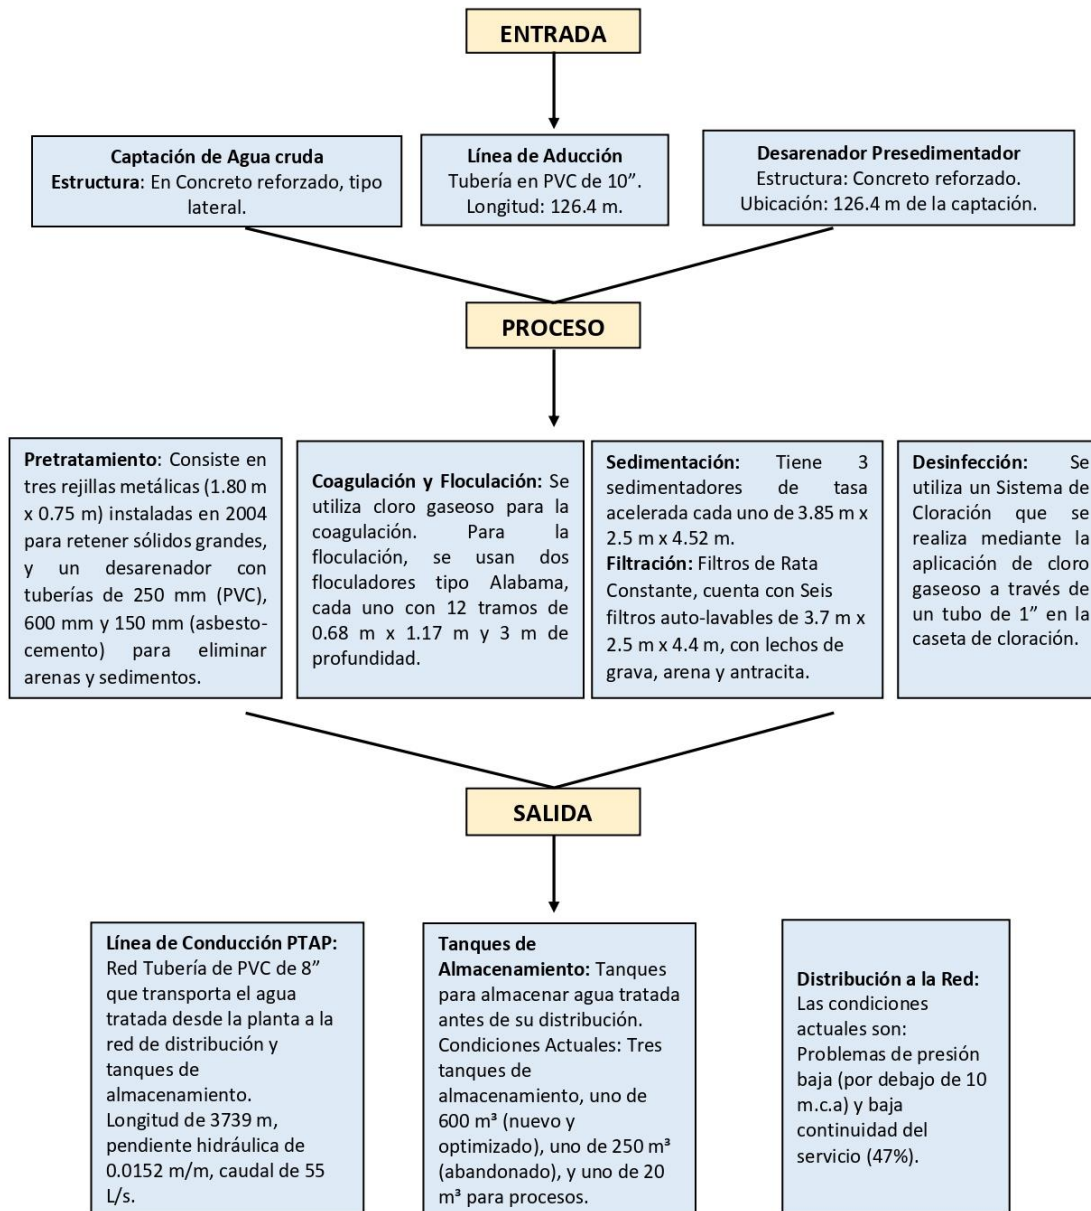 ENTRADA
Captación de Agua cruda
Estructura: En Concreto reforzado, tipo
lateral.
Línea de Aducción
Tubería en PVC de 10”.
Longitud: 126.4 m.
Desarenador Presedimentador
Estructura: Concreto reforzado.
Ubicación: 126.4 m de la captación.
PROCESO
Pretratamiento: Consiste en
tres rejillas metálicas (1.80 m
x 0.75 m) instaladas en 2004
para retener sólidos grandes,
y un desarenador con
tuberías de 250 mm (PVC),
600 mm y 150 mm (asbesto-
cemento) para eliminar
arenas y sedimentos.
Coagulación y Floculación: Se
utiliza cloro gaseoso para la
coagulación. Para la
floculación, se usan dos
floculadores tipo Alabama,
cada uno con 12 tramos de
0.68 m x 1.17 m y 3 m de
profundidad.
Sedimentación: Tiene 3
sedimentadores de tasa
acelerada cada uno de 3.85 m x
2.5 m x 4.52 m.
Filtración: Filtros de Rata
Constante, cuenta con Seis
filtros auto-lavables de 3.7 m x
2.5 m x 4.4 m, con lechos de
grava, arena y antracita.
Desinfección: Se
utiliza un Sistema de
Cloración que se
realiza mediante la
aplicación de cloro
gaseoso a través de
un tubo de 1” en la
caseta de cloración.
SALIDA
Línea de Conducción PTAP:
Red Tubería de PVC de 8”
que transporta el agua
tratada desde la planta a la
red de distribución y
tanques de
almacenamiento.
Longitud de 3739 m,
pendiente hidráulica de
0.0152 m/m, caudal de 55
L/s.
Tanques de
Almacenamiento: Tanques
para almacenar agua tratada
antes de su distribución.
Condiciones Actuales: Tres
tanques de
almacenamiento, uno de
600 m³ (nuevo y
optimizado), uno de 250 m³
(abandonado), y uno de 20
m³ para procesos.
Distribución a la Red:
Las condiciones
actuales son:
Problemas de presión
baja (por debajo de 10
m.c.a) y baja
continuidad del
servicio (47%).